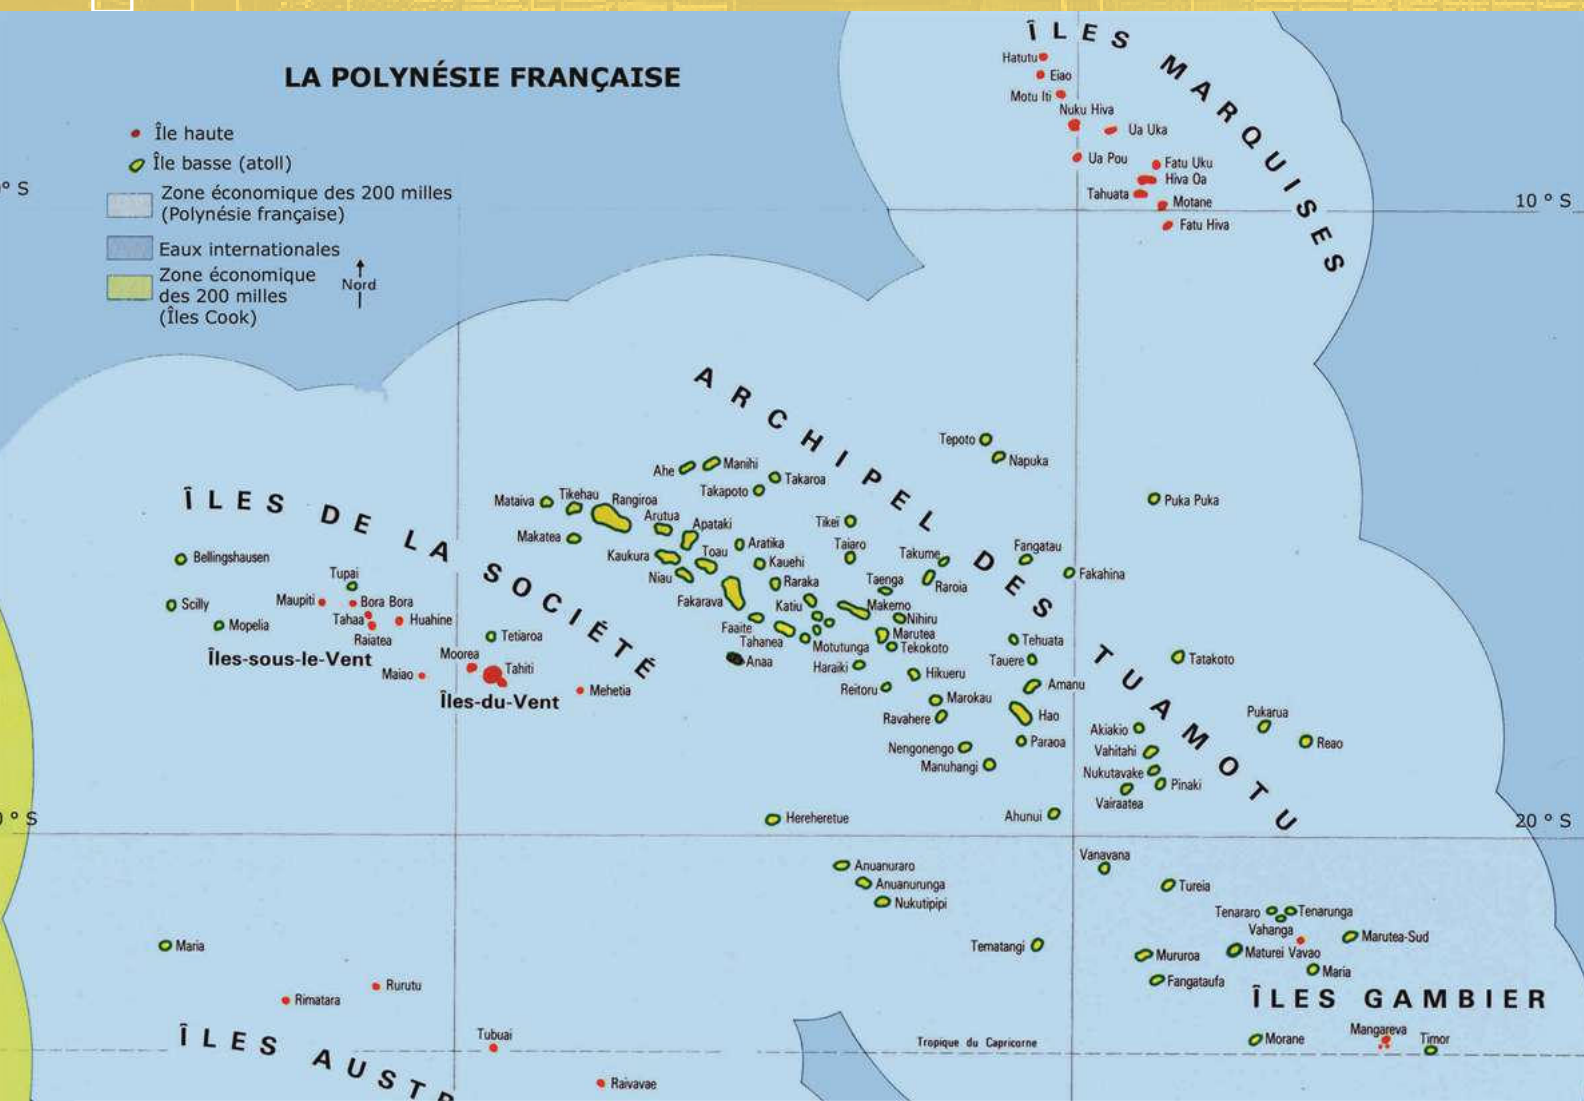 LA POLYNÉSIE FRANÇAISE
Île haute
Île basse (atoll)
Zone économique des 200 milles
(Polynésie française)
Eaux internationales
Zone économique
des 200 milles
(Îles Cook)
Nord
° S
10 ° S
ÎLES MARQUISES
Hatutu
Eiao
Motu Iti
Nuku Hiva
Ua Uka
Ua Pou
Fatu Uku
Hiva Oa
Tahuata
Motane
Fatu Hiva
ARCHIPEL DES TUAMOTU
Tepoto
Napuka
Puka Puka
Ahe
Manihi
Takaroa
Takapoto
Mataiva
Tikehau
Rangiroa
Makatea
Arutua
Apataki
Tikei
Kaukura
Toau
Aratika
Taiaro
Takume
Fangatau
Niau
Kauehi
Fakahina
Raraka
Taenga
Raroia
Fakarava
Katiu
Makemo
Nihiru
Faaite
Tahanea
Motutunga
Marutea
Tekokoto
Tehuata
Anaa
Haraiki
Tauere
Tatakoto
Hikueru
Reitoru
Amanu
Marokau
Ravahere
Hao
Pukarua
Akiakio
Reao
Nengonengo
Paraoa
Vahitahi
Manuhangi
Nukutavake
Pinaki
Vairaatea
Hereheretue
Ahunui
ÎLES DE LA SOCIÉTÉ
Bellingshausen
Tupai
Scilly
Maupiti
Bora Bora
Mopelia
Tahaa
Huahine
Raiatea
Tetiaroa
Îles-sous-le-Vent
Moorea
Tahiti
Maiao
Mehetia
Îles-du-Vent
° S
20 ° S
Anuanuraro
Anuanurunga
Nukutipipi
Vanavana
Tureia
Tenararo
Tenarunga
Vahanga
Marutea-Sud
Tematangi
Mururoa
Maturei Vavao
Maria
Fangataufa
ÎLES GAMBIER
Morane
Mangareva
Timor
Maria
Rurutu
Rimatara
ÎLES AUSTR
Tubuai
Raivavae
Tropique du Capricorne